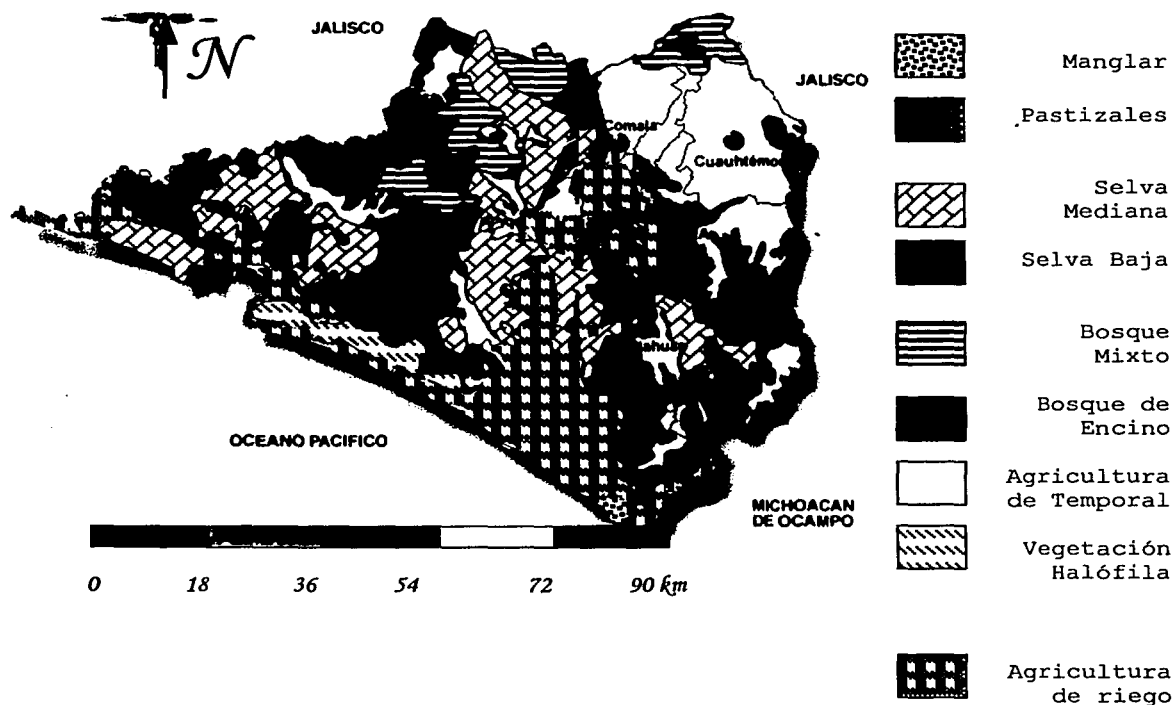 N
JALISCO
JALISCO
Comala
Cuauhtémoc
OCEANO PACIFICO
MICHOACAN
DE OCAMPO
0 18 36 54 72 90 km
Manglar
Pastizales
Selva
Mediana
Selva Baja
Bosque
Mixto
Bosque de
Encino
Agricultura
de Temporal
Vegetación
Halófila
Agricultura
de riego